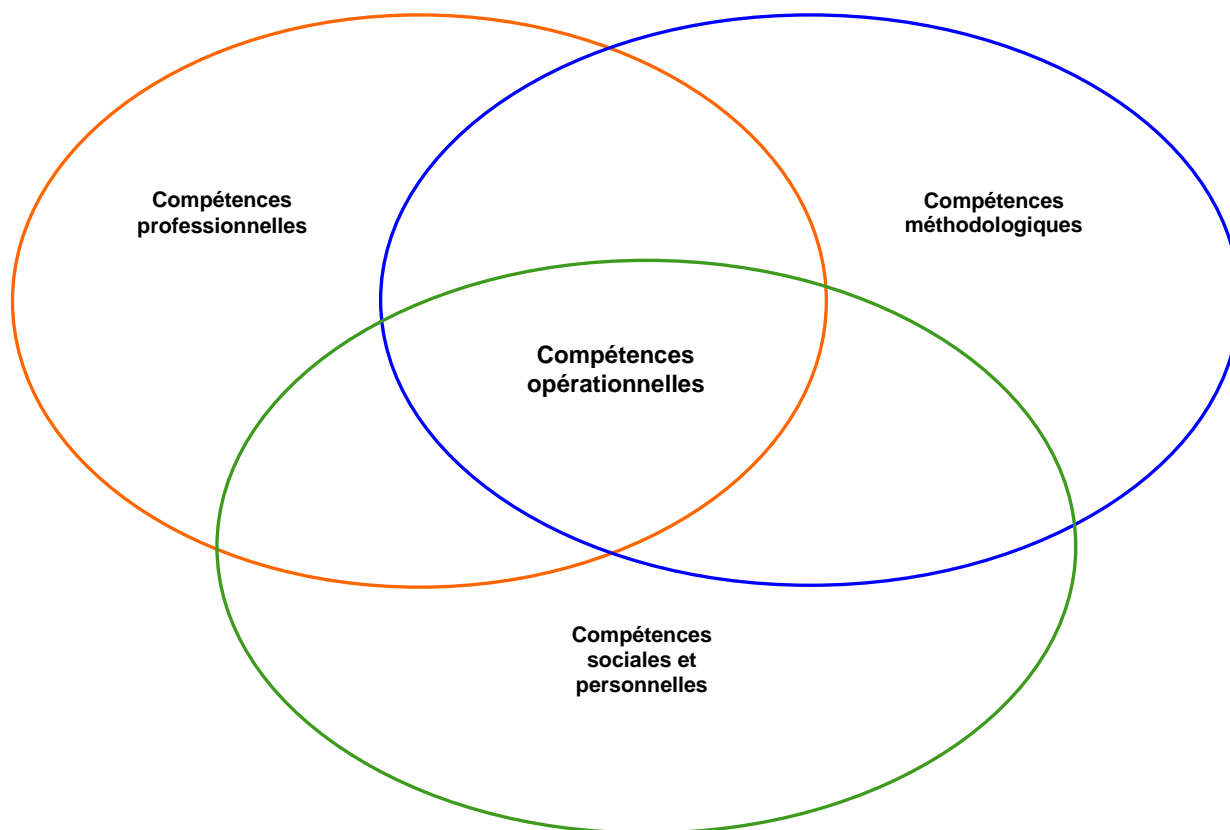 Compétences
professionnelles
Compétences
méthodologiques
Compétences
opérationnelles
Compétences
sociales et
personnelles